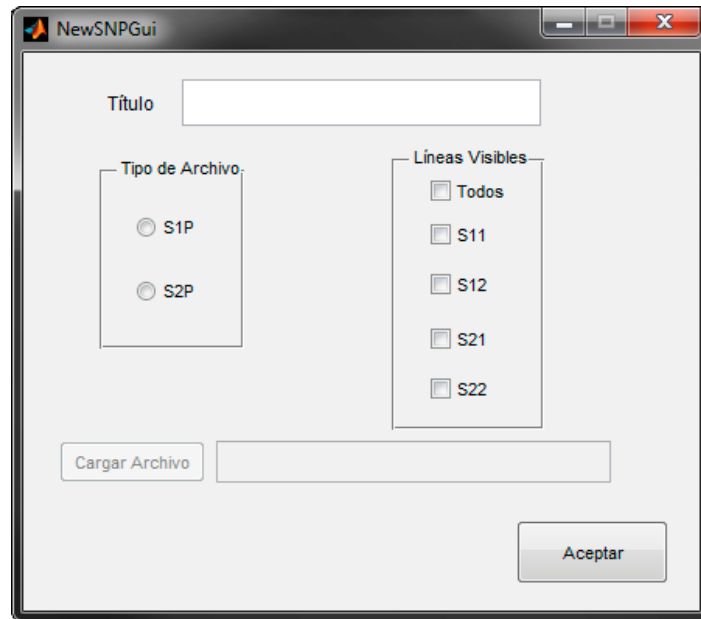 NewSNPGui
Título
Tipo de Archivo
S1P
S2P
Líneas Visibles
Todos
S11
S12
S21
S22
Cargar Archivo
Aceptar